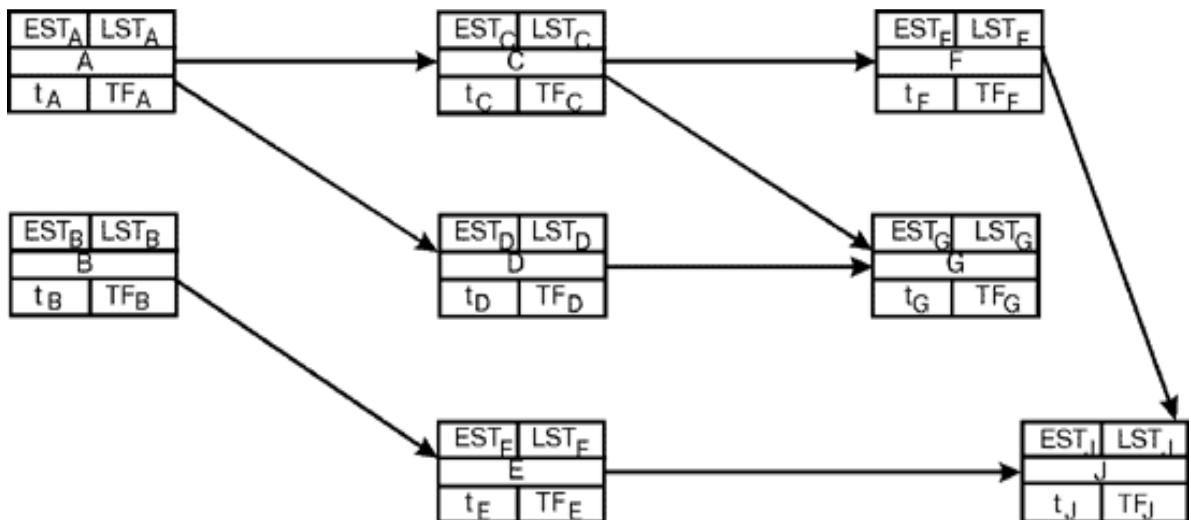 EST_A LST_A
A
t_A TF_A
EST_C LST_C
C
t_C TF_C
EST_F LST_F
F
t_F TF_F
EST_B LST_B
B
t_B TF_B
EST_D LST_D
D
t_D TF_D
EST_G LST_G
G
t_G TF_G
EST_E LST_E
E
t_E TF_E
EST_J LST_J
J
t_J TF_J